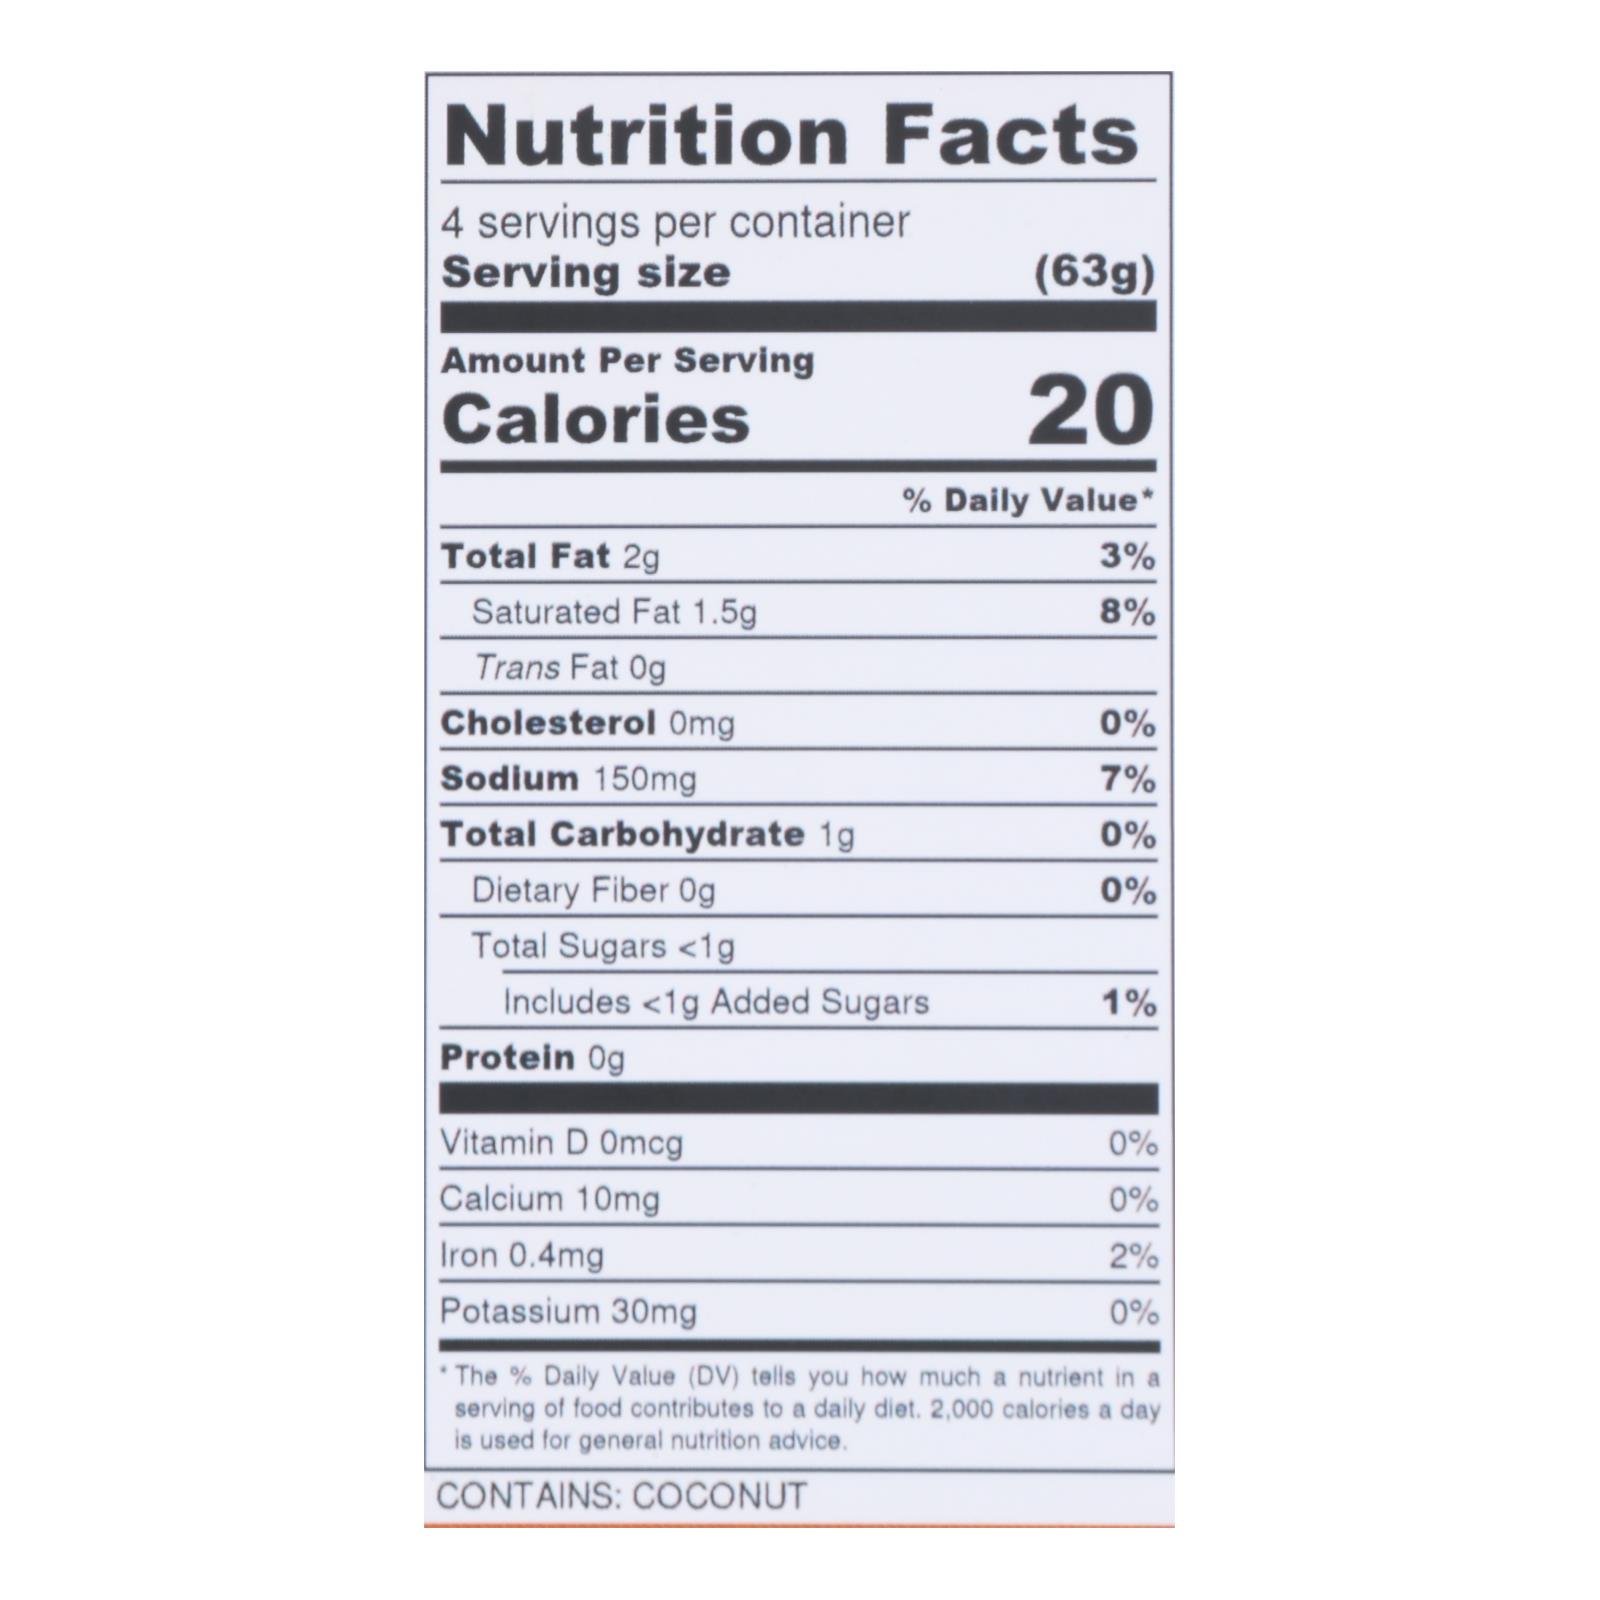 Nutrition Facts
4 servings per container
Serving size (63g)
Amount Per Serving
Calories 20
% Daily Value*
Total Fat 2g 3%
Saturated Fat 1.5g 8%
Trans Fat 0g
Cholesterol 0mg 0%
Sodium 150mg 7%
Total Carbohydrate 1g 0%
Dietary Fiber 0g 0%
Total Sugars <1g
Includes <1g Added Sugars 1%
Protein 0g
Vitamin D 0mcg 0%
Calcium 10mg 0%
Iron 0.4mg 2%
Potassium 30mg 0%
* The % Daily Value (DV) tells you how much a nutrient in a
serving of food contributes to a daily diet. 2,000 calories a day
is used for general nutrition advice.
CONTAINS: COCONUT